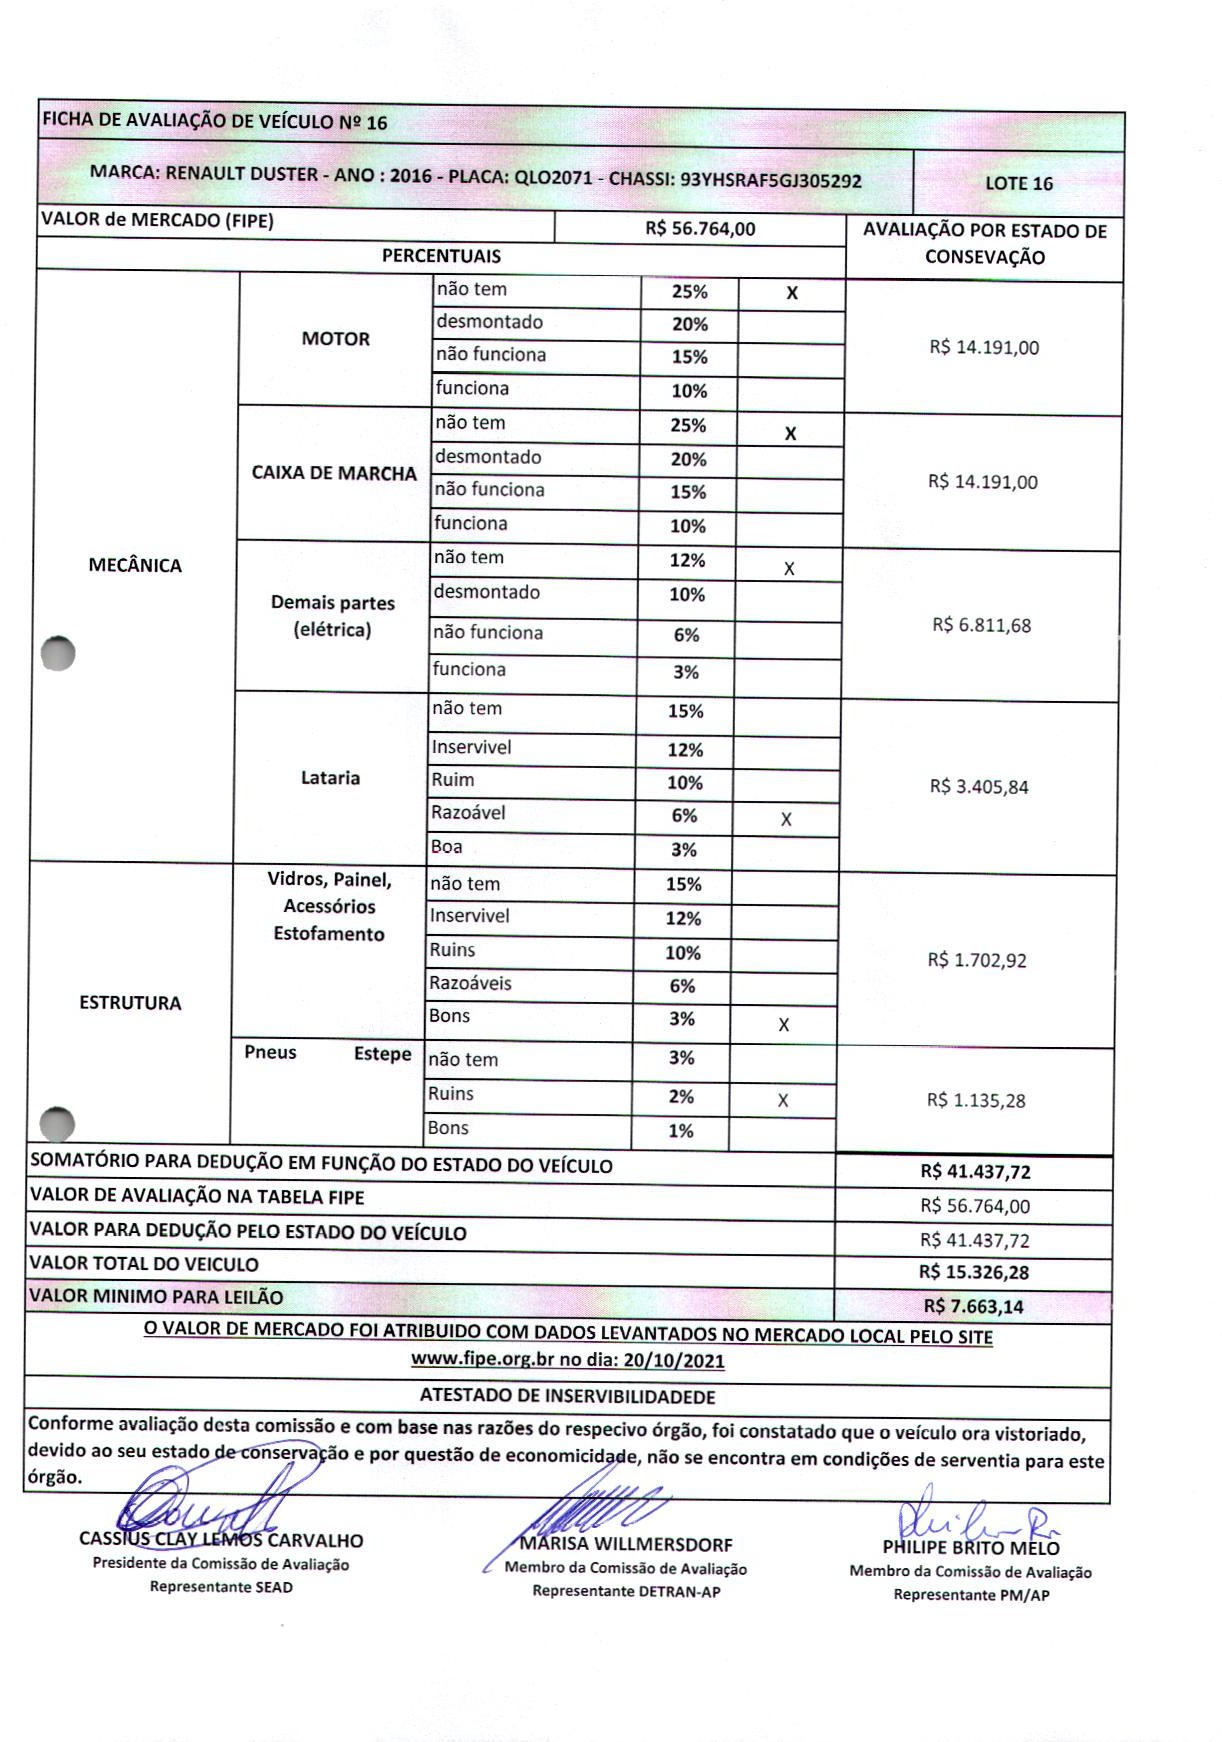 FICHA DE AVALIAÇÃO DE VEÍCULO Nº 16
MARCA: RENAULT DUSTER - ANO : 2016 - PLACA: QLO2071 - CHASSI: 93YHSRAF5GJ305292
LOTE 16
VALOR de MERCADO (FIPE)
R$ 56.764,00
AVALIAÇÃO POR ESTADO DE
CONSEVAÇÃO
PERCENTUAIS
MECÂNICA
MOTOR
não tem 25% X
desmontado 20%
não funciona 15%
funciona 10%
R$ 14.191,00
CAIXA DE MARCHA
não tem 25% X
desmontado 20%
não funciona 15%
funciona 10%
R$ 14.191,00
Demais partes
(elétrica)
não tem 12% X
desmontado 10%
não funciona 6%
funciona 3%
R$ 6.811,68
Lataria
não tem 15%
Inservivel 12%
Ruim 10%
Razoável 6% X
Boa 3%
R$ 3.405,84
ESTRUTURA
Vidros, Painel,
Acessórios
Estofamento
não tem 15%
Inservivel 12%
Ruins 10%
Razoáveis 6%
Bons 3% X
R$ 1.702,92
Pneus Estepe
não tem 3%
Ruins 2% X
Bons 1%
R$ 1.135,28
SOMATÓRIO PARA DEDUÇÃO EM FUNÇÃO DO ESTADO DO VEÍCULO R$ 41.437,72
VALOR DE AVALIAÇÃO NA TABELA FIPE R$ 56.764,00
VALOR PARA DEDUÇÃO PELO ESTADO DO VEÍCULO R$ 41.437,72
VALOR TOTAL DO VEICULO R$ 15.326,28
VALOR MINIMO PARA LEILÃO R$ 7.663,14
O VALOR DE MERCADO FOI ATRIBUIDO COM DADOS LEVANTADOS NO MERCADO LOCAL PELO SITE
www.fipe.org.br no dia: 20/10/2021
ATESTADO DE INSERVIBILIDADEDE
Conforme avaliação desta comissão e com base nas razões do respecivo órgão, foi constatado que o veículo ora vistoriado,
devido ao seu estado de conservação e por questão de economicidade, não se encontra em condições de serventia para este
órgão.
CASSIUS CLAY LEMOS CARVALHO
Presidente da Comissão de Avaliação
Representante SEAD
MARISA WILLMERSDORF
Membro da Comissão de Avaliação
Representante DETRAN-AP
PHILIPE BRITO MELO
Membro da Comissão de Avaliação
Representante PM/AP